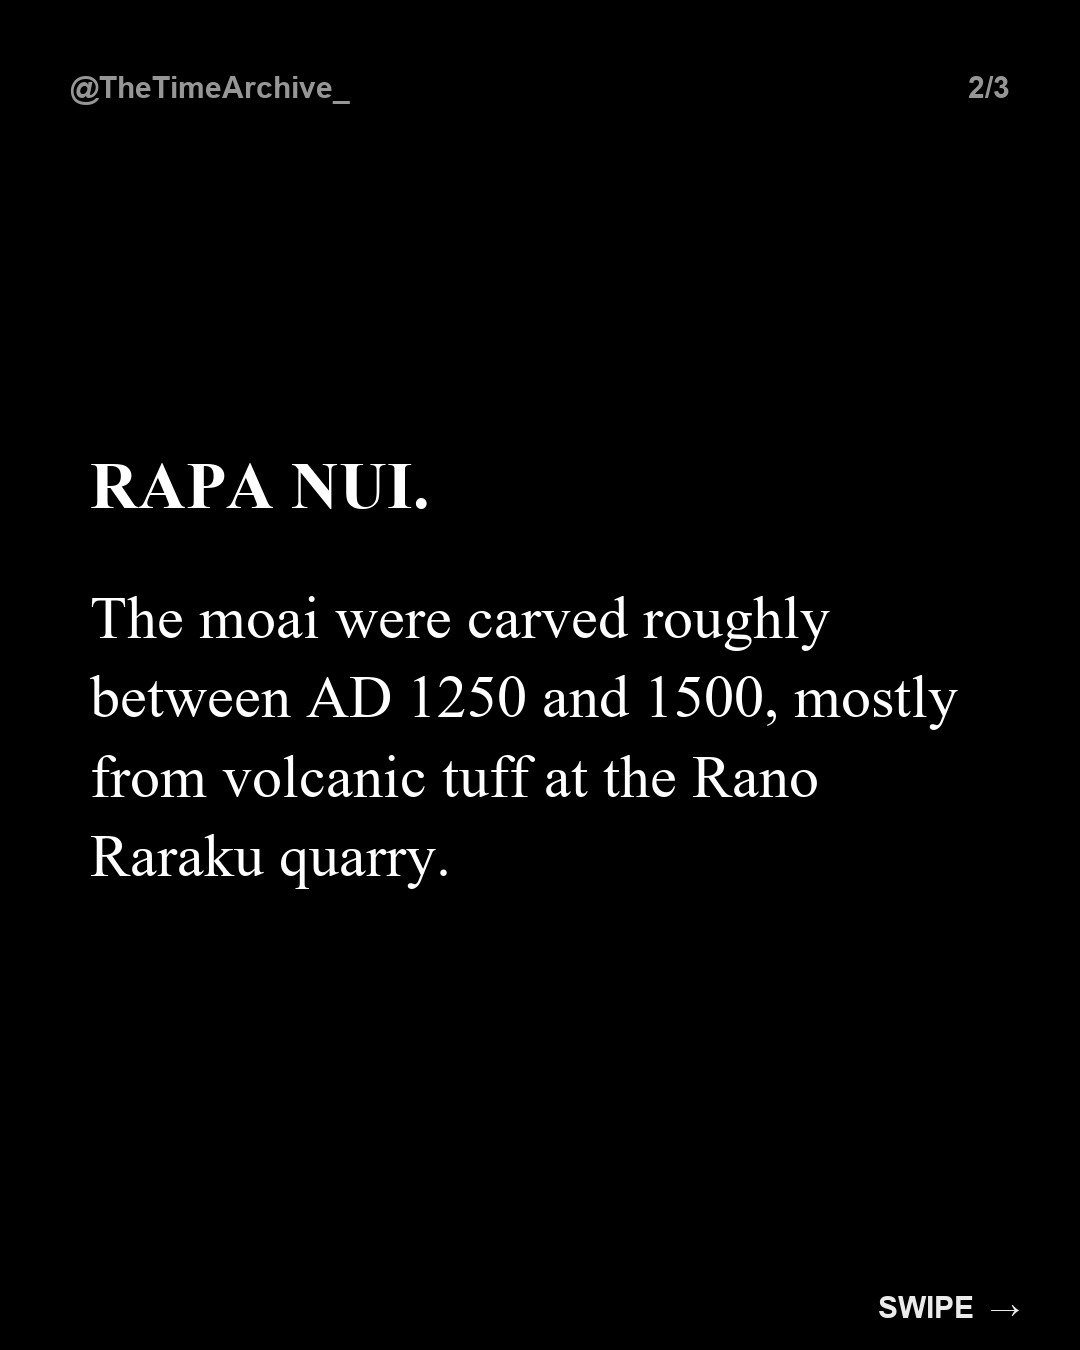 @TheTimeArchive_
2/3
RAPA NUI.
The moai were carved roughly
between AD 1250 and 1500, mostly
from volcanic tuff at the Rano
Raraku quarry.
SWIPE →